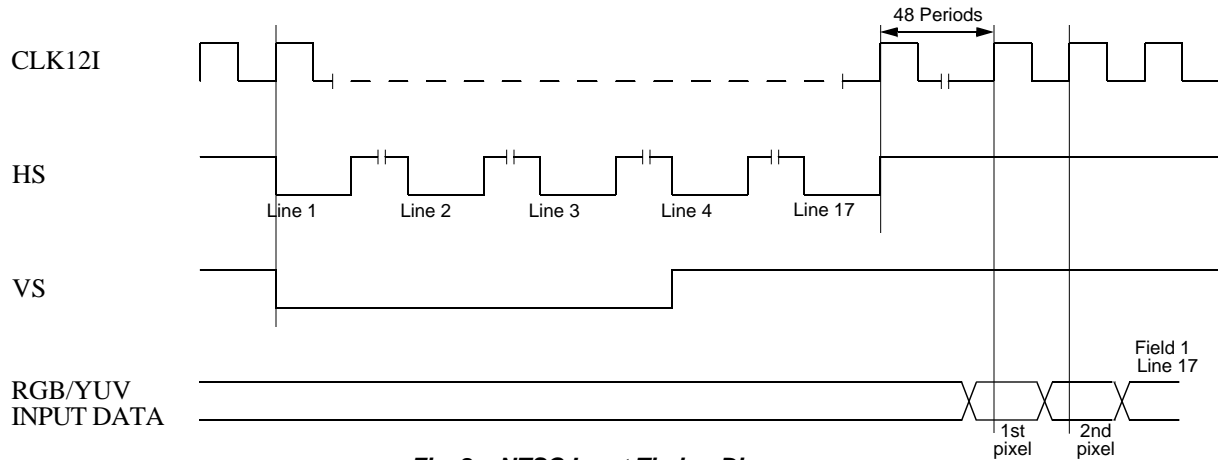 48 Periods
CLK12I
HS
Line 1 Line 2 Line 3 Line 4 Line 17
VS
Field 1
Line 17
RGB/YUV
INPUT DATA
1st
pixel
2nd
pixel